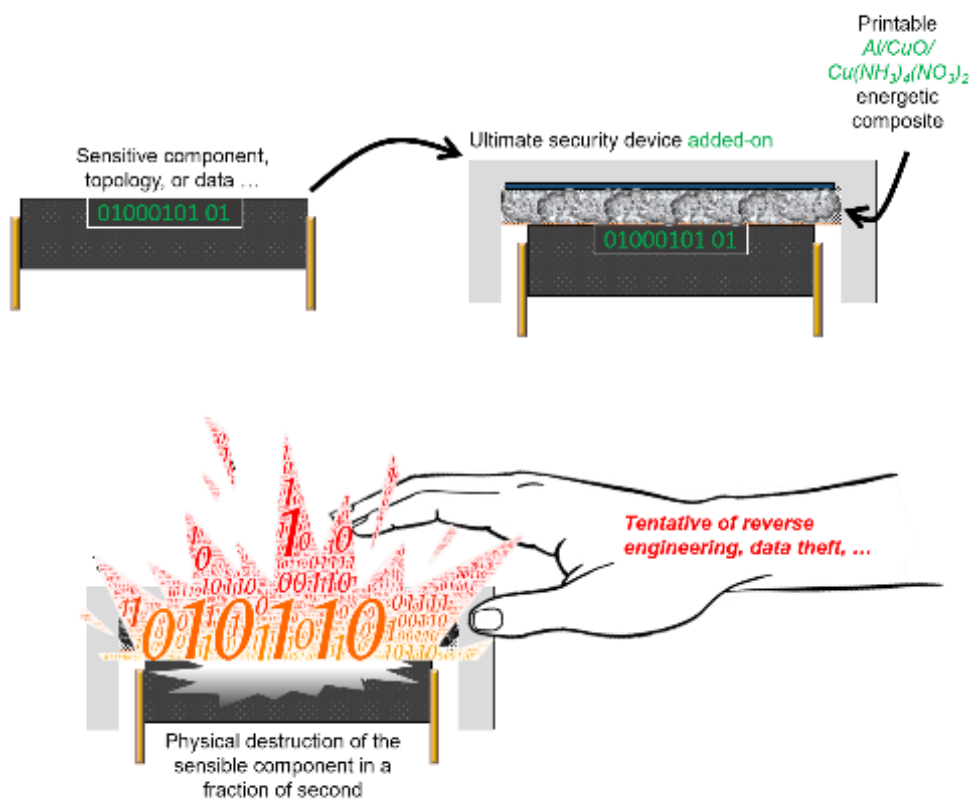 Printable
Al/CuO/
Cu(NH3)4(NO3)2
energetic
composite
Ultimate security device added-on
Sensitive component,
topology, or data ...
01000101 01
01000101 01
Tentative of reverse
engineering, data theft, ...
010110
Physical destruction of the
sensible component in a
fraction of second